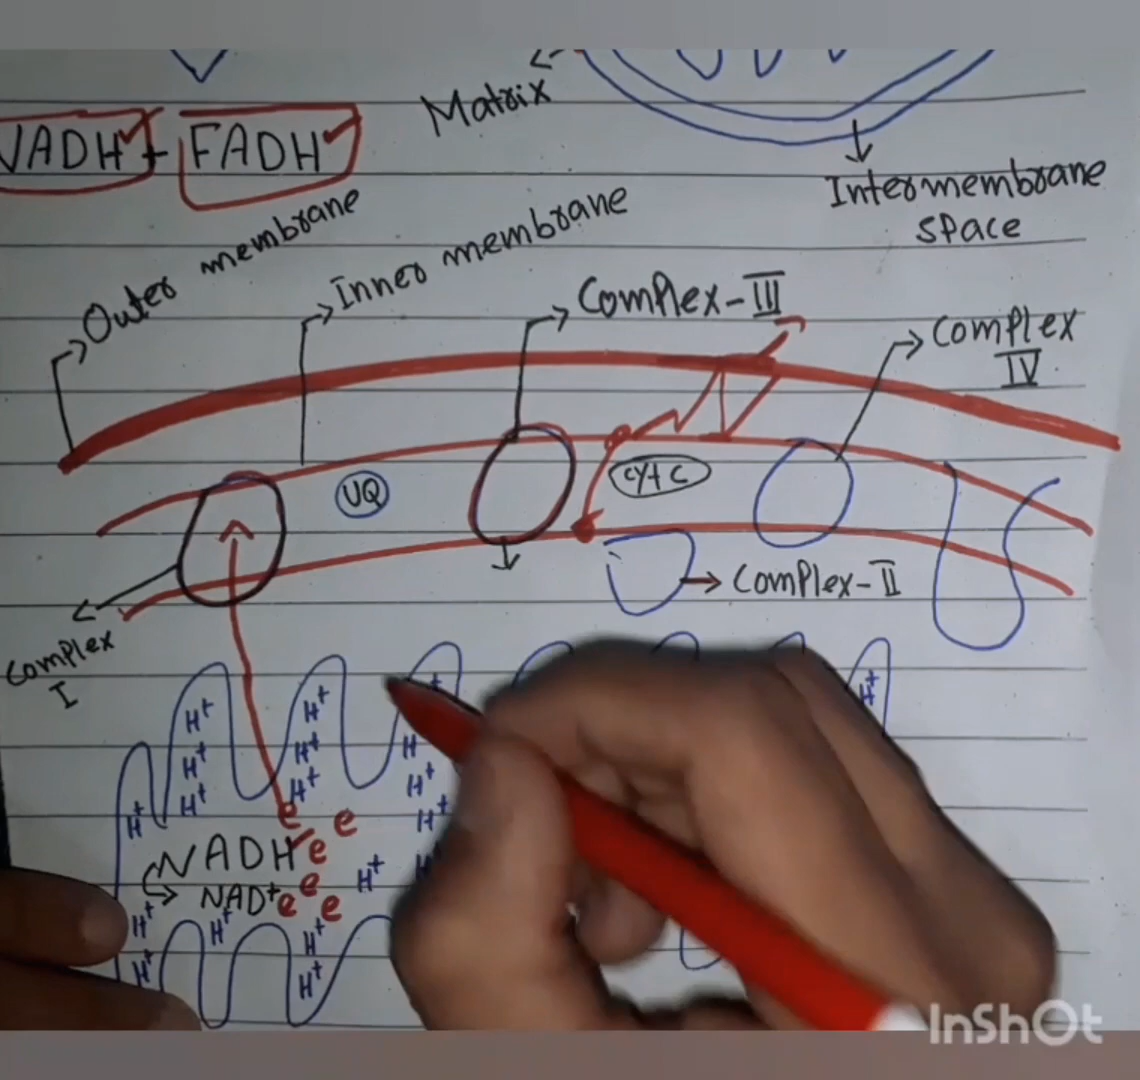 Matrix
NADH + FADH
Intermembrane
space
Outer membrane
Inner membrane
Complex-III
Complex
IV
UQ
cyt c
Complex-II
Complex
I
H+ H+ H+
H+ H+ H
H+ H+ H+
H+ H+
e e
NADH e
H+
NAD+ e e e
H+ H+ H+
H+ H+
InShOt